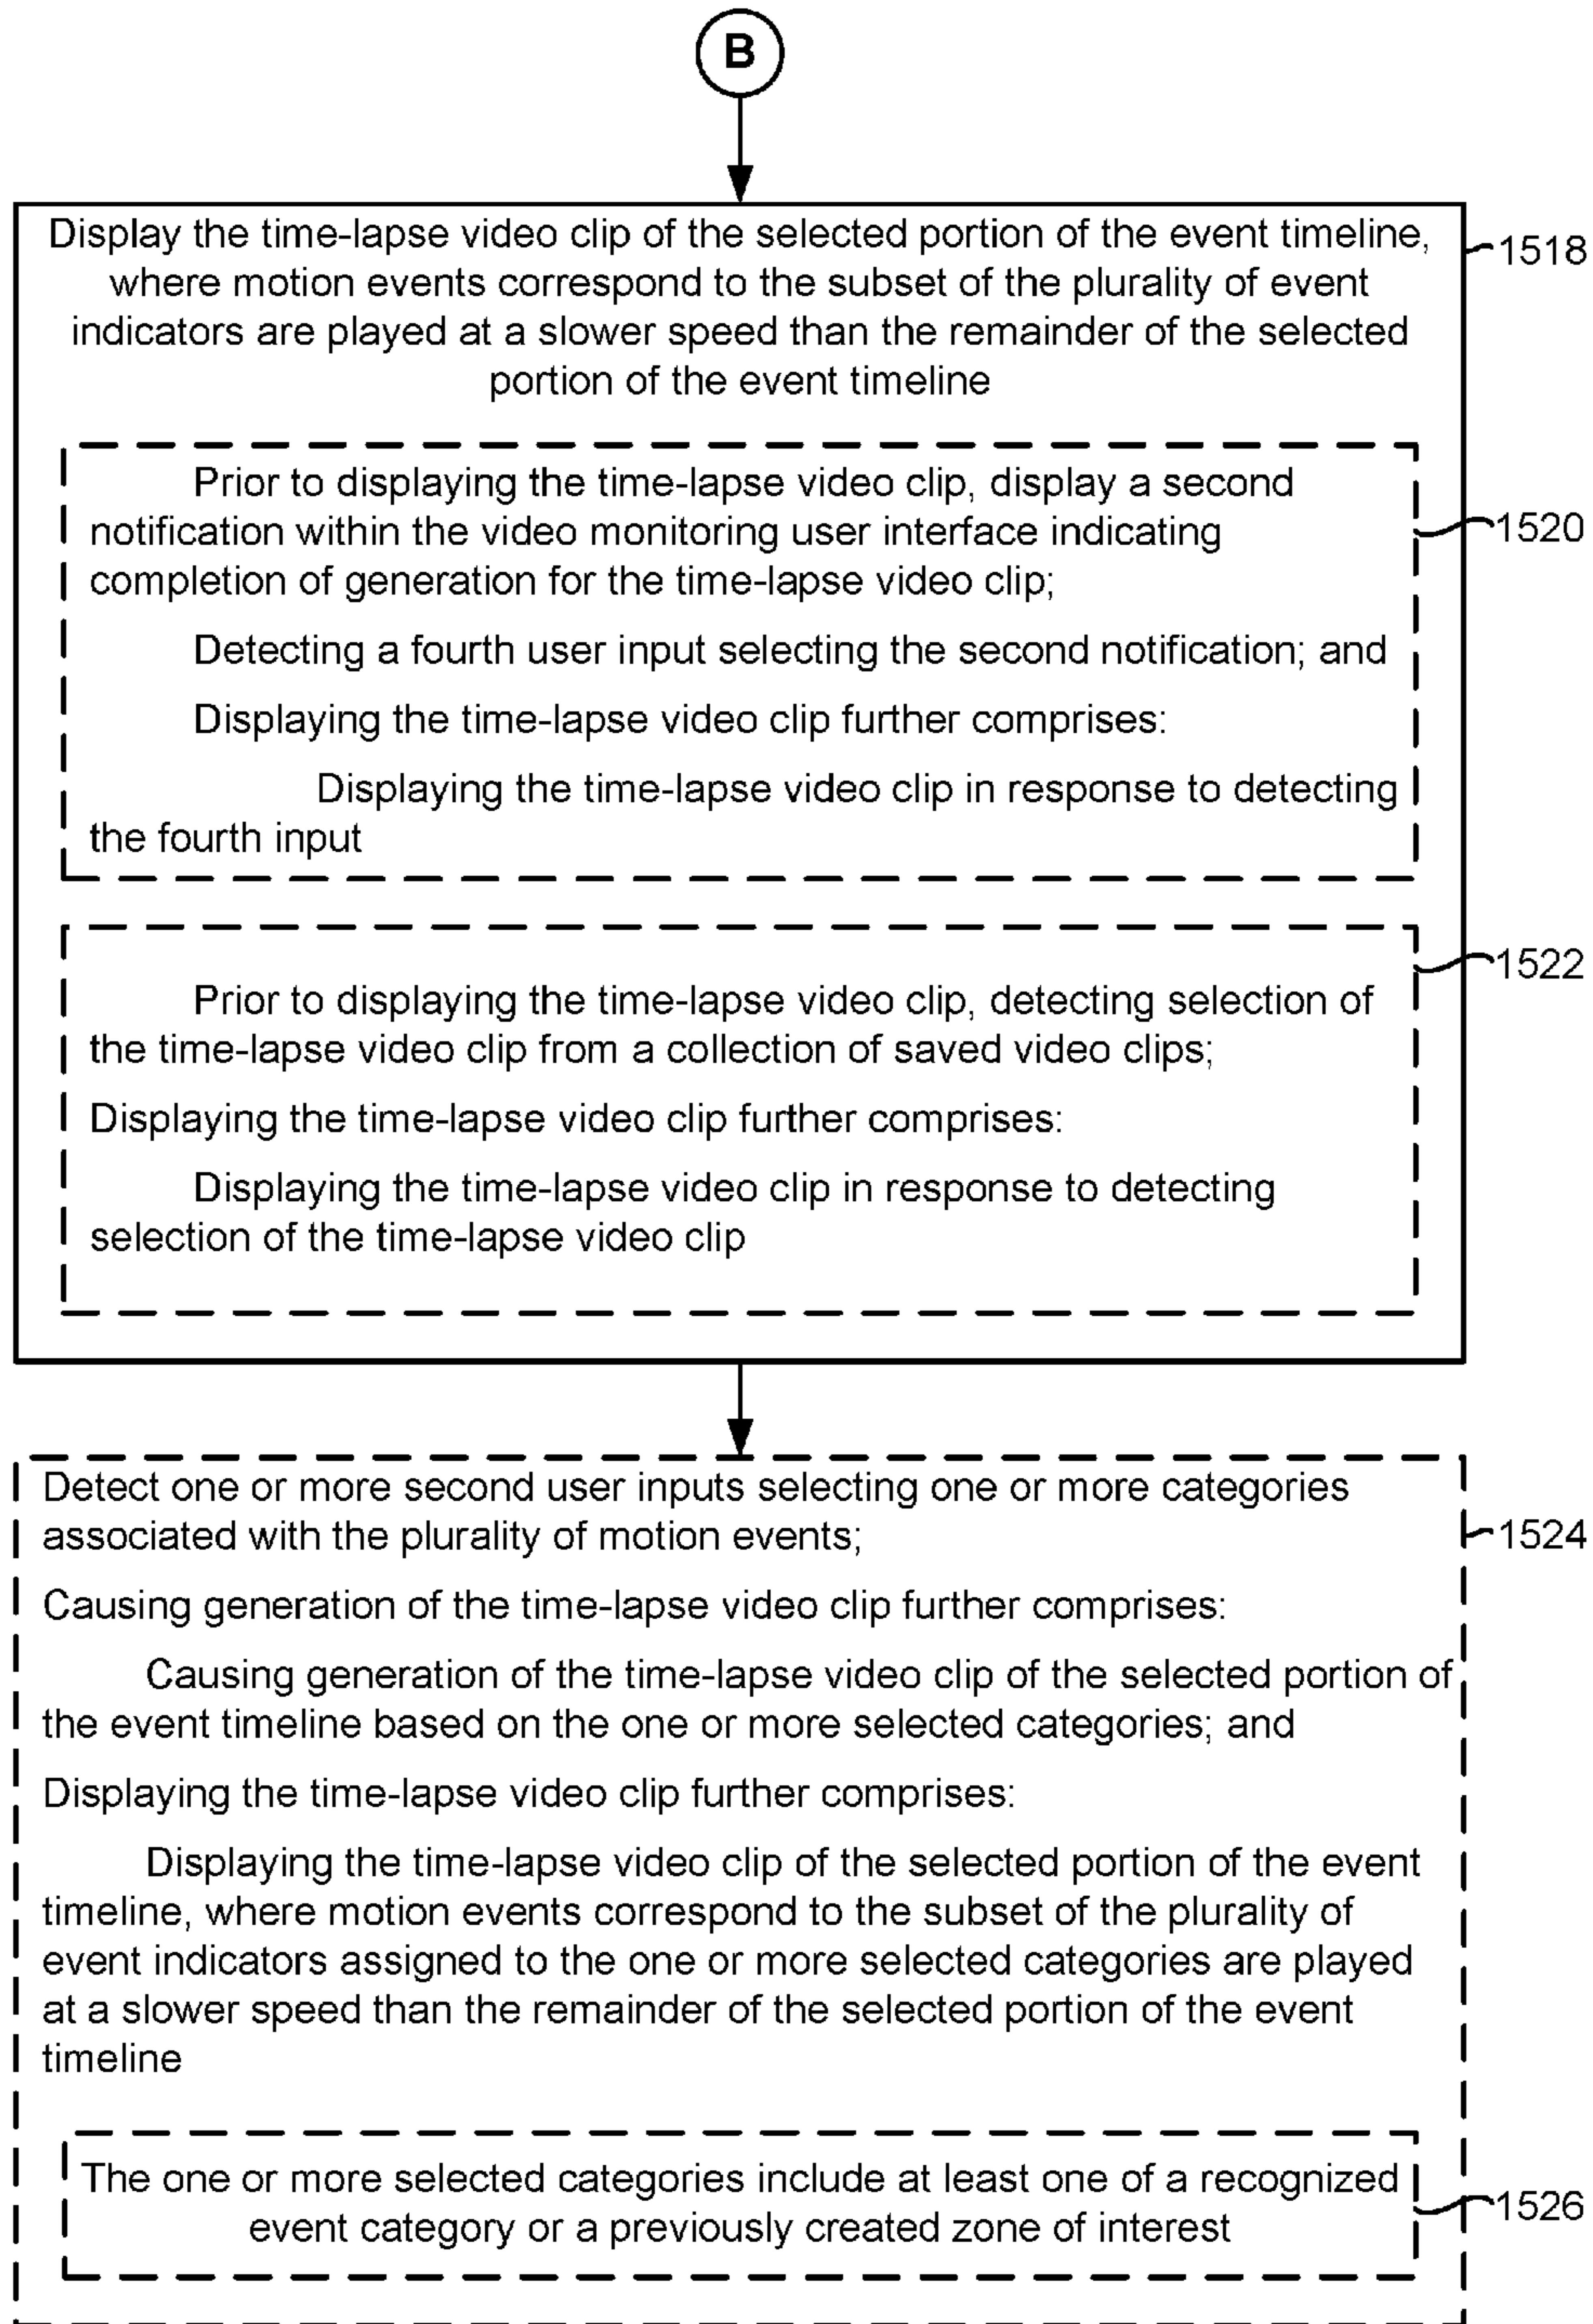 B
Display the time-lapse video clip of the selected portion of the event timeline,
where motion events correspond to the subset of the plurality of event
indicators are played at a slower speed than the remainder of the selected
portion of the event timeline
1518
Prior to displaying the time-lapse video clip, display a second
notification within the video monitoring user interface indicating
completion of generation for the time-lapse video clip;
1520
Detecting a fourth user input selecting the second notification; and
Displaying the time-lapse video clip further comprises:
Displaying the time-lapse video clip in response to detecting
the fourth input
1522
Prior to displaying the time-lapse video clip, detecting selection of
the time-lapse video clip from a collection of saved video clips;
Displaying the time-lapse video clip further comprises:
Displaying the time-lapse video clip in response to detecting
selection of the time-lapse video clip
Detect one or more second user inputs selecting one or more categories
associated with the plurality of motion events;
1524
Causing generation of the time-lapse video clip further comprises:
Causing generation of the time-lapse video clip of the selected portion of
the event timeline based on the one or more selected categories; and
Displaying the time-lapse video clip further comprises:
Displaying the time-lapse video clip of the selected portion of the event
timeline, where motion events correspond to the subset of the plurality of
event indicators assigned to the one or more selected categories are played
at a slower speed than the remainder of the selected portion of the event
timeline
The one or more selected categories include at least one of a recognized
event category or a previously created zone of interest
1526